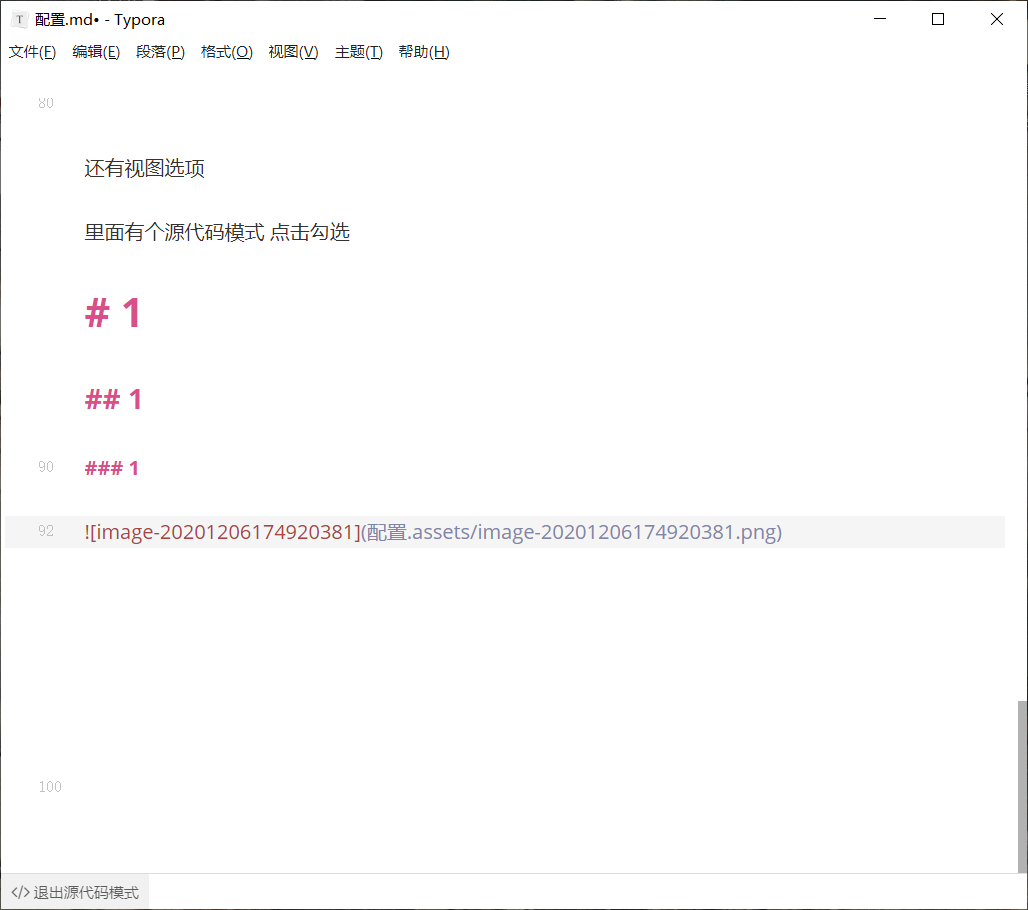 配置.md• - Typora
文件(F) 编辑(E) 段落(P) 格式(O) 视图(V) 主题(T) 帮助(H)
80
还有视图选项
里面有个源代码模式 点击勾选
# 1
## 1
90 ### 1
92 ![image-20201206174920381](配置.assets/image-20201206174920381.png)
100
</> 退出源代码模式